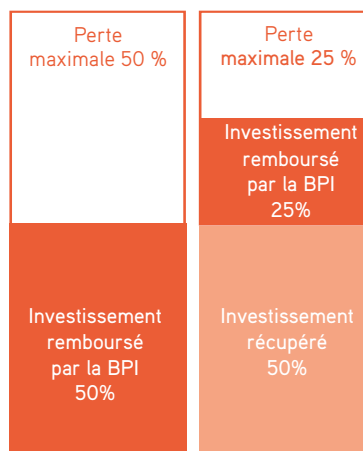 Perte
maximale 50 %
Investissement
remboursé
par la BPI
50%
Perte
maximale 25 %
Investissement
remboursé
par la BPI
25%
Investissement
récupéré
50%